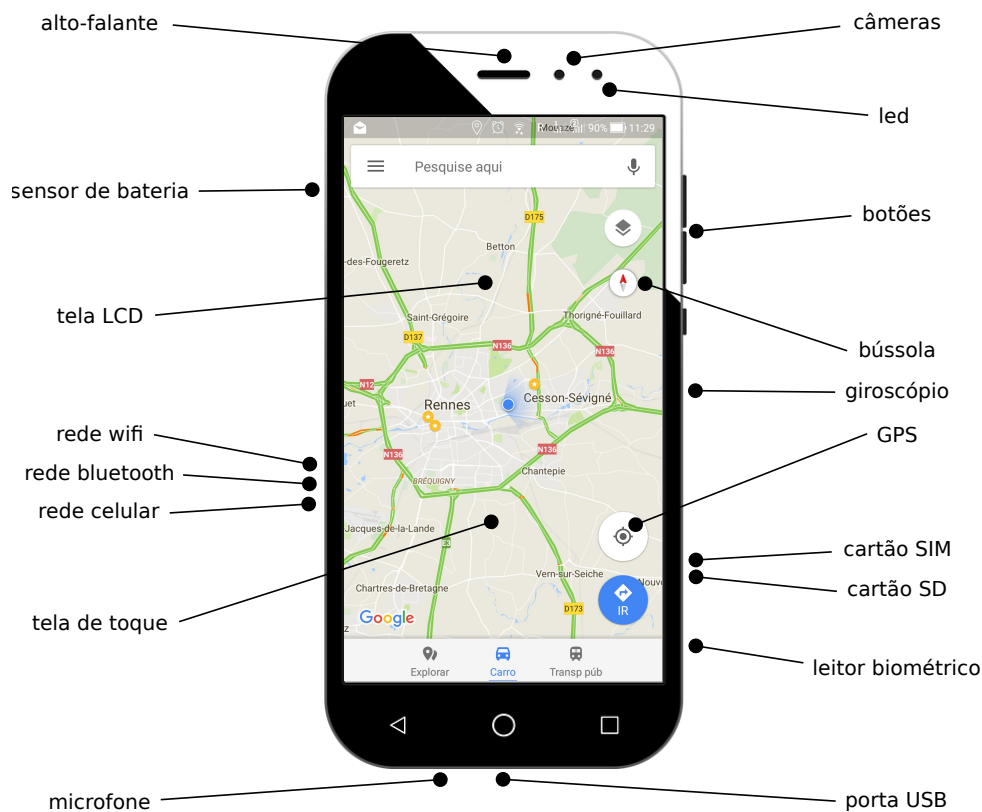 alto-falante
câmeras
led
Mouazé 90% 11:29
Pesquise aqui
sensor de bateria
botões
D175
Betton
-des-Fougeretz
tela LCD
Saint-Grégoire
Thorigné-Fouillard
D137
N136
N136
bússola
N12
giroscópio
uet
Rennes
Cesson-Sévigné
rede wifi
GPS
N136
N136
rede bluetooth
BRÉQUIGNY
Chantepie
rede celular
Jacques-de-la-Lande
cartão SIM
Vern-sur-Seiche
Nouvo
cartão SD
Chartres-de-Bretagne
D173
IR
tela de toque
Google
z
leitor biométrico
Explorar
Carro
Transp púb
microfone
porta USB